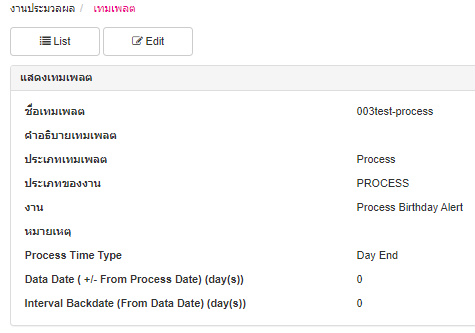 งานประมวลผล / เทมเพลต
List Edit
แสดงเทมเพลต
ชื่อเทมเพลต 003test-process
คำอธิบายเทมเพลต
ประเภทเทมเพลต Process
ประเภทของงาน PROCESS
งาน Process Birthday Alert
หมายเหตุ
Process Time Type Day End
Data Date ( +/- From Process Date) (day(s)) 0
Interval Backdate (From Data Date) (day(s)) 0